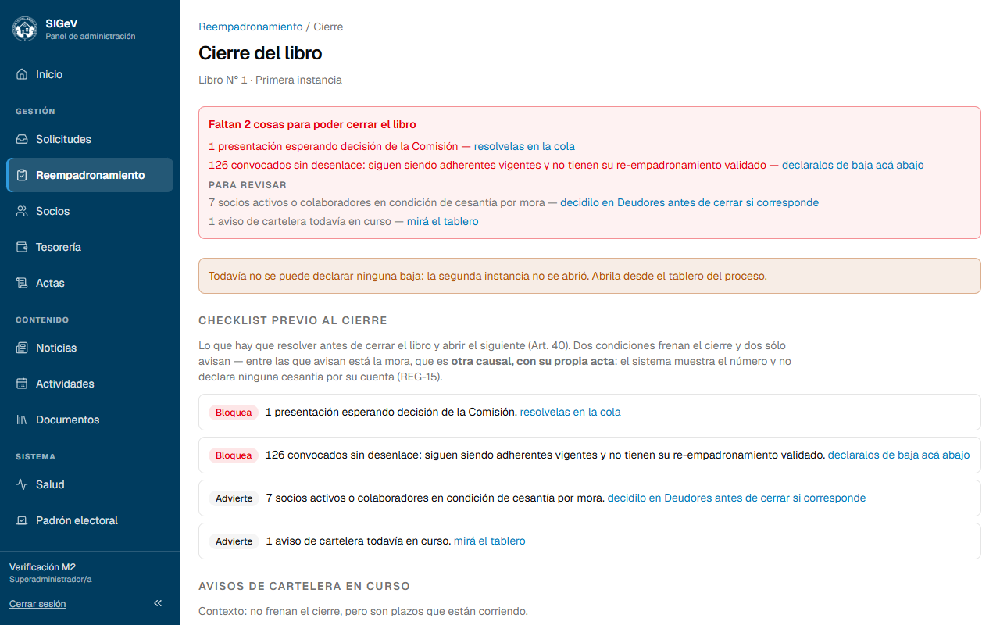 SIGeV
Panel de administración
Inicio
GESTIÓN
Solicitudes
Reempadronamiento
Socios
Tesorería
Actas
CONTENIDO
Noticias
Actividades
Documentos
SISTEMA
Salud
Padrón electoral
Verificación M2
Superadministrador/a
Cerrar sesión
Reempadronamiento / Cierre
Cierre del libro
Libro N° 1 · Primera instancia
Faltan 2 cosas para poder cerrar el libro
1 presentación esperando decisión de la Comisión — resolvelas en la cola
126 convocados sin desenlace: siguen siendo adherentes vigentes y no tienen su re-empadronamiento validado — declaralos de baja acá abajo
PARA REVISAR
7 socios activos o colaboradores en condición de cesantía por mora — decidilo en Deudores antes de cerrar si corresponde
1 aviso de cartelera todavía en curso — mirá el tablero
Todavía no se puede declarar ninguna baja: la segunda instancia no se abrió. Abrila desde el tablero del proceso.
CHECKLIST PREVIO AL CIERRE
Lo que hay que resolver antes de cerrar el libro y abrir el siguiente (Art. 40). Dos condiciones frenan el cierre y dos sólo
avisan — entre las que avisan está la mora, que es otra causal, con su propia acta: el sistema muestra el número y no
declara ninguna cesantía por su cuenta (REG-15).
Bloquea 1 presentación esperando decisión de la Comisión. resolvelas en la cola
Bloquea 126 convocados sin desenlace: siguen siendo adherentes vigentes y no tienen su re-empadronamiento validado. declaralos de baja acá abajo
Advierte 7 socios activos o colaboradores en condición de cesantía por mora. decidilo en Deudores antes de cerrar si corresponde
Advierte 1 aviso de cartelera todavía en curso. mirá el tablero
AVISOS DE CARTELERA EN CURSO
Contexto: no frenan el cierre, pero son plazos que están corriendo.